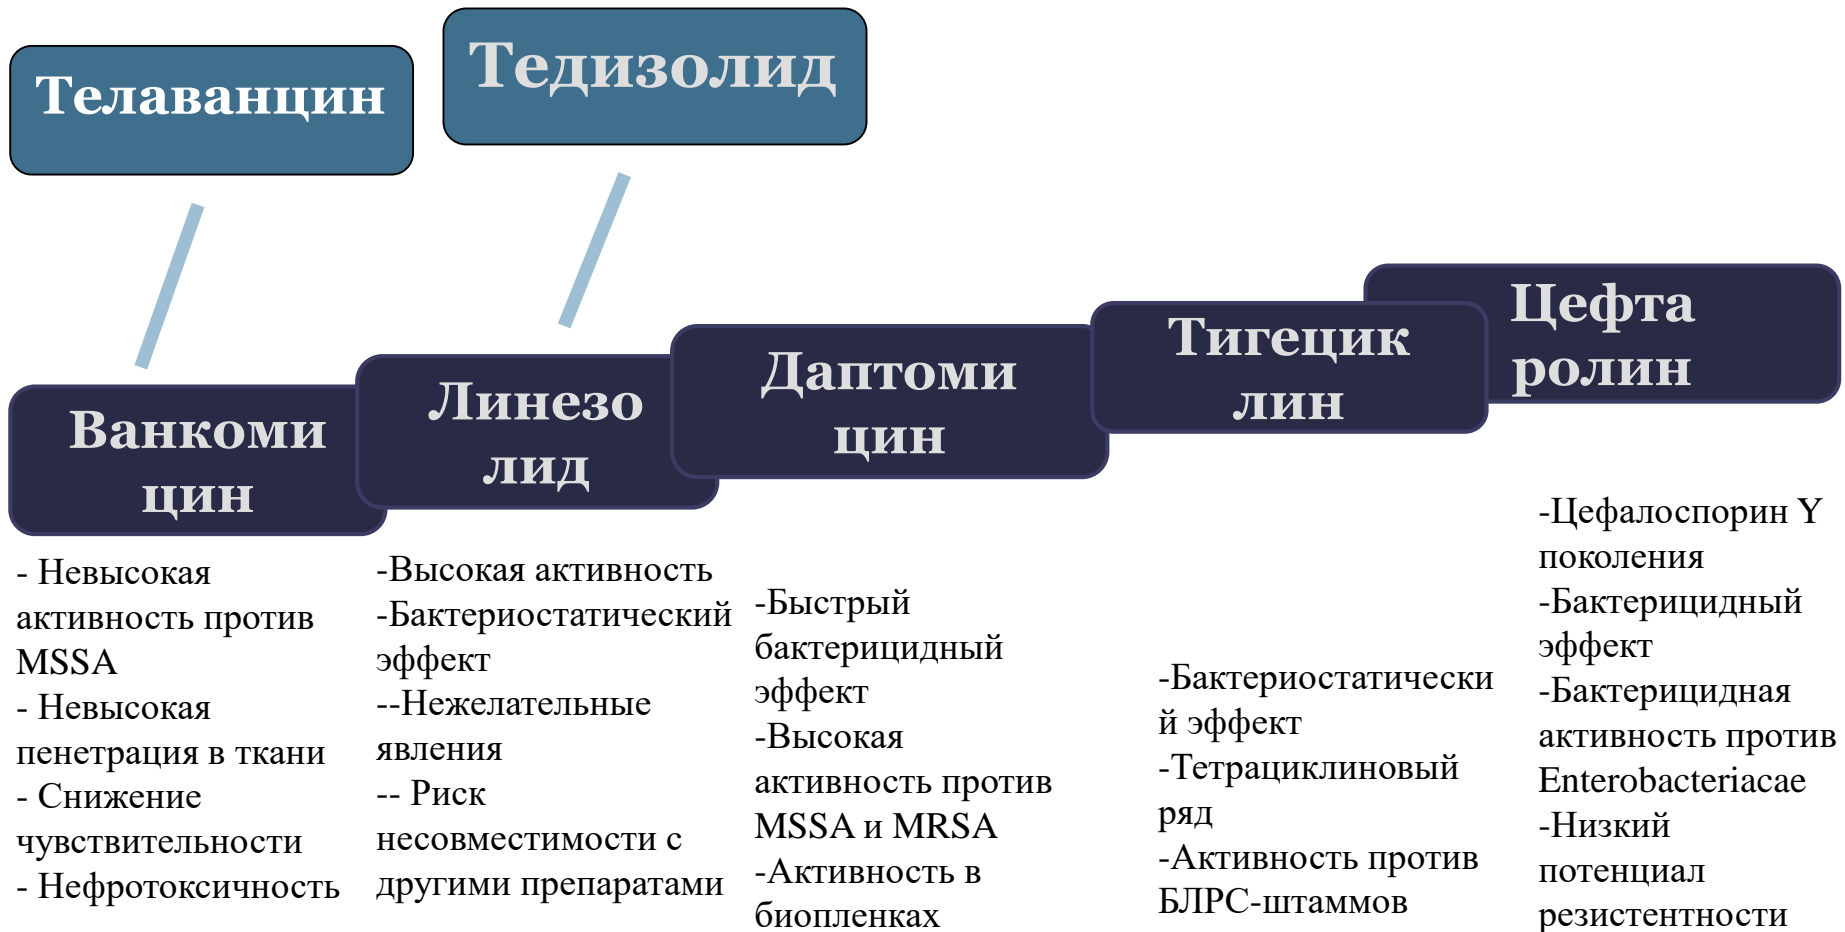 Телаванцин
Тедизолид
Ванкоми
цин
Линезо
лид
Даптоми
цин
Тигецик
лин
Цефта
ролин
- Невысокая
активность против
MSSA
- Невысокая
пенетрация в ткани
- Снижение
чувствительности
- Нефротоксичность
-Высокая активность
-Бактериостатический
эффект
--Нежелательные
явления
-- Риск
несовместимости с
другими препаратами
-Быстрый
бактерицидный
эффект
-Высокая
активность против
MSSA и MRSA
-Активность в
биопленках
-Бактериостатически
й эффект
-Тетрациклиновый
ряд
-Активность против
БЛРС-штаммов
-Цефалоспорин Y
поколения
-Бактерицидный
эффект
-Бактерицидная
активность против
Enterobacteriacae
-Низкий
потенциал
резистентности